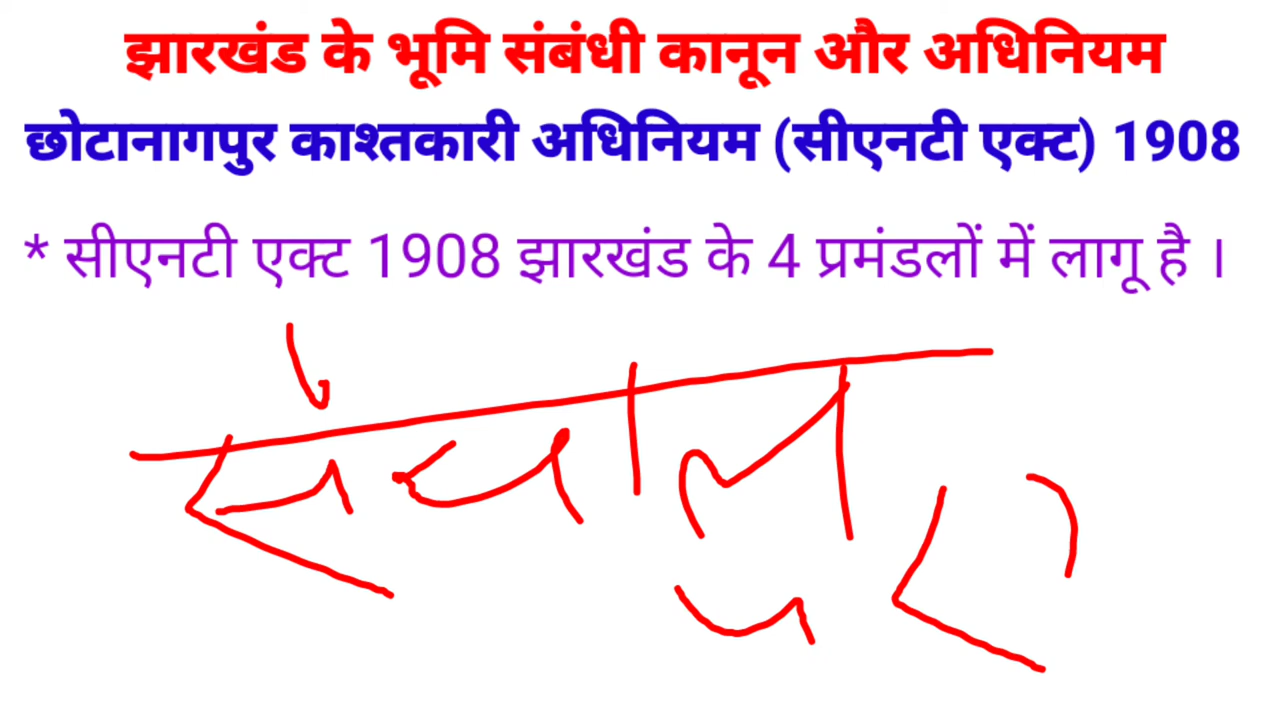 झारखंड के भूमि संबंधी कानून और अधिनियम
छोटानागपुर काश्तकारी अधिनियम (सीएनटी एक्ट) 1908
* सीएनटी एक्ट 1908 झारखंड के 4 प्रमंडलों में लागू है ।